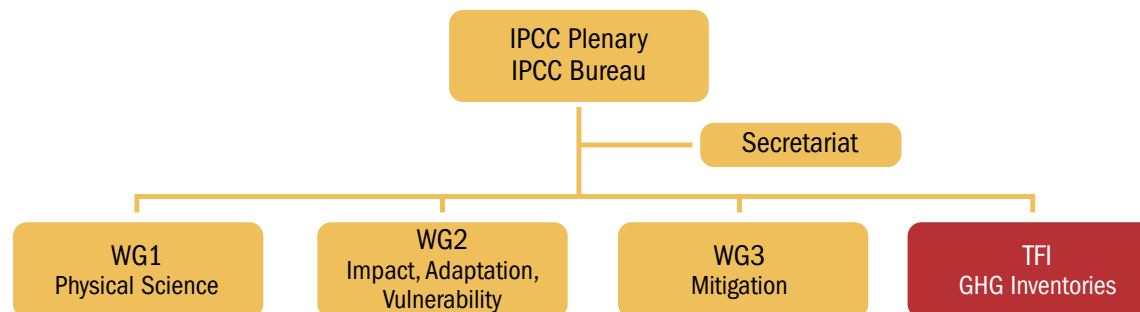 IPCC Plenary
IPCC Bureau
Secretariat
WG1
Physical Science
WG2
Impact, Adaptation,
Vulnerability
WG3
Mitigation
TFI
GHG Inventories